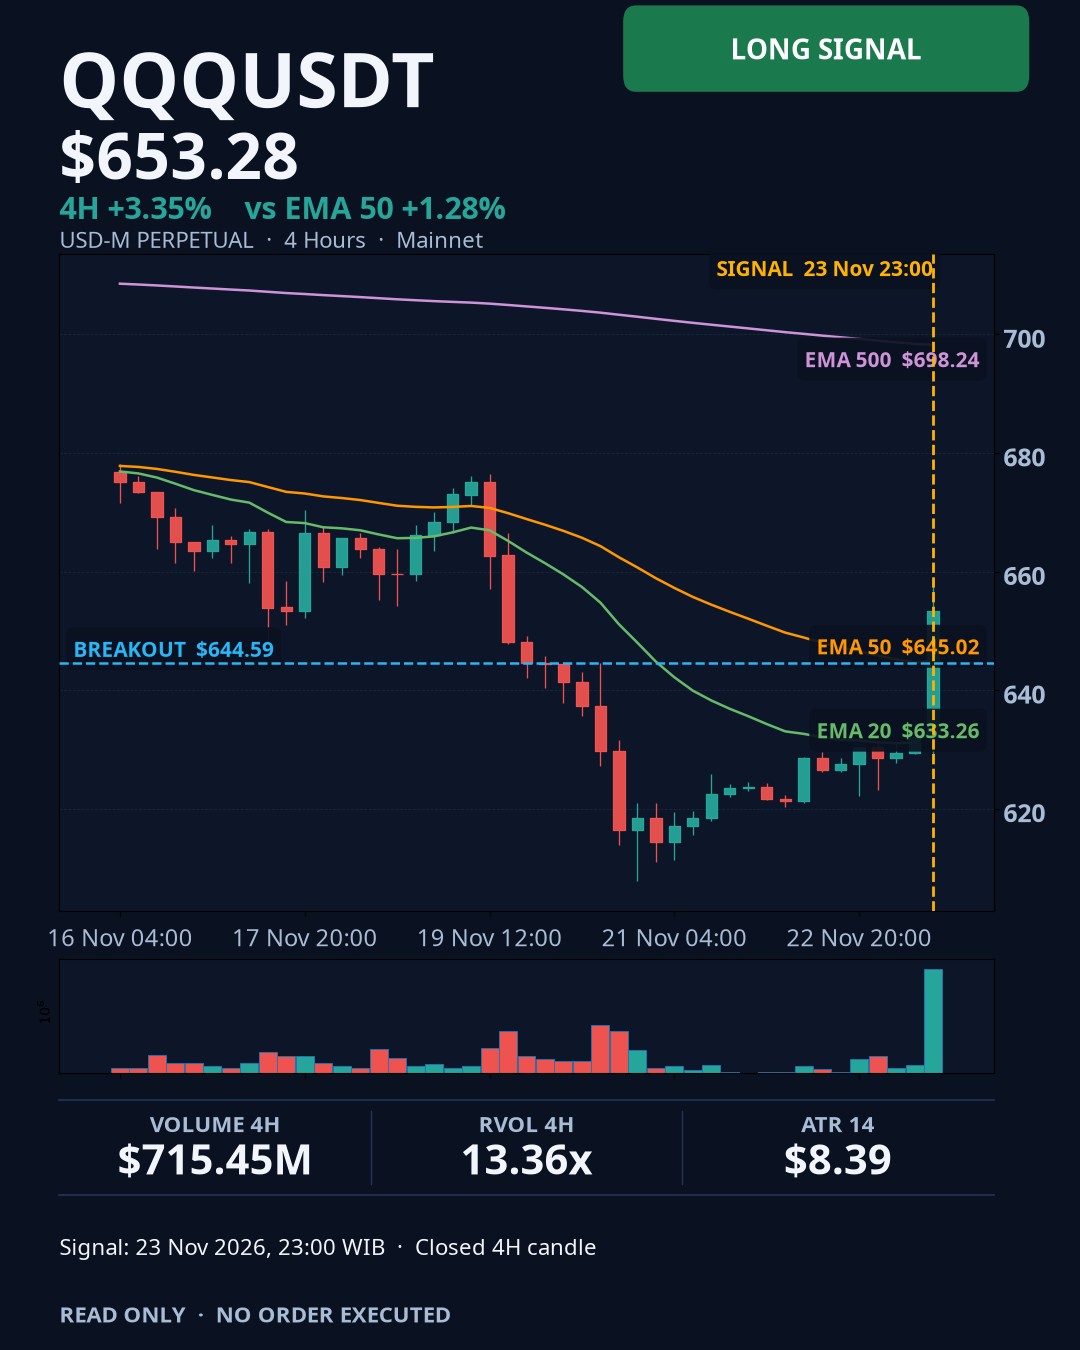 LONG SIGNAL
QQQUSDT
$653.28
4H +3.35% vs EMA 50 +1.28%
USD-M PERPETUAL · 4 Hours · Mainnet
SIGNAL 23 Nov 23:00
700
EMA 500 $698.24
680
660
BREAKOUT $644.59
EMA 50 $645.02
640
EMA 20 $633.26
620
16 Nov 04:00 17 Nov 20:00 19 Nov 12:00 21 Nov 04:00 22 Nov 20:00
10⁶
VOLUME 4H RVOL 4H ATR 14
$715.45M 13.36x $8.39
Signal: 23 Nov 2026, 23:00 WIB · Closed 4H candle
READ ONLY · NO ORDER EXECUTED